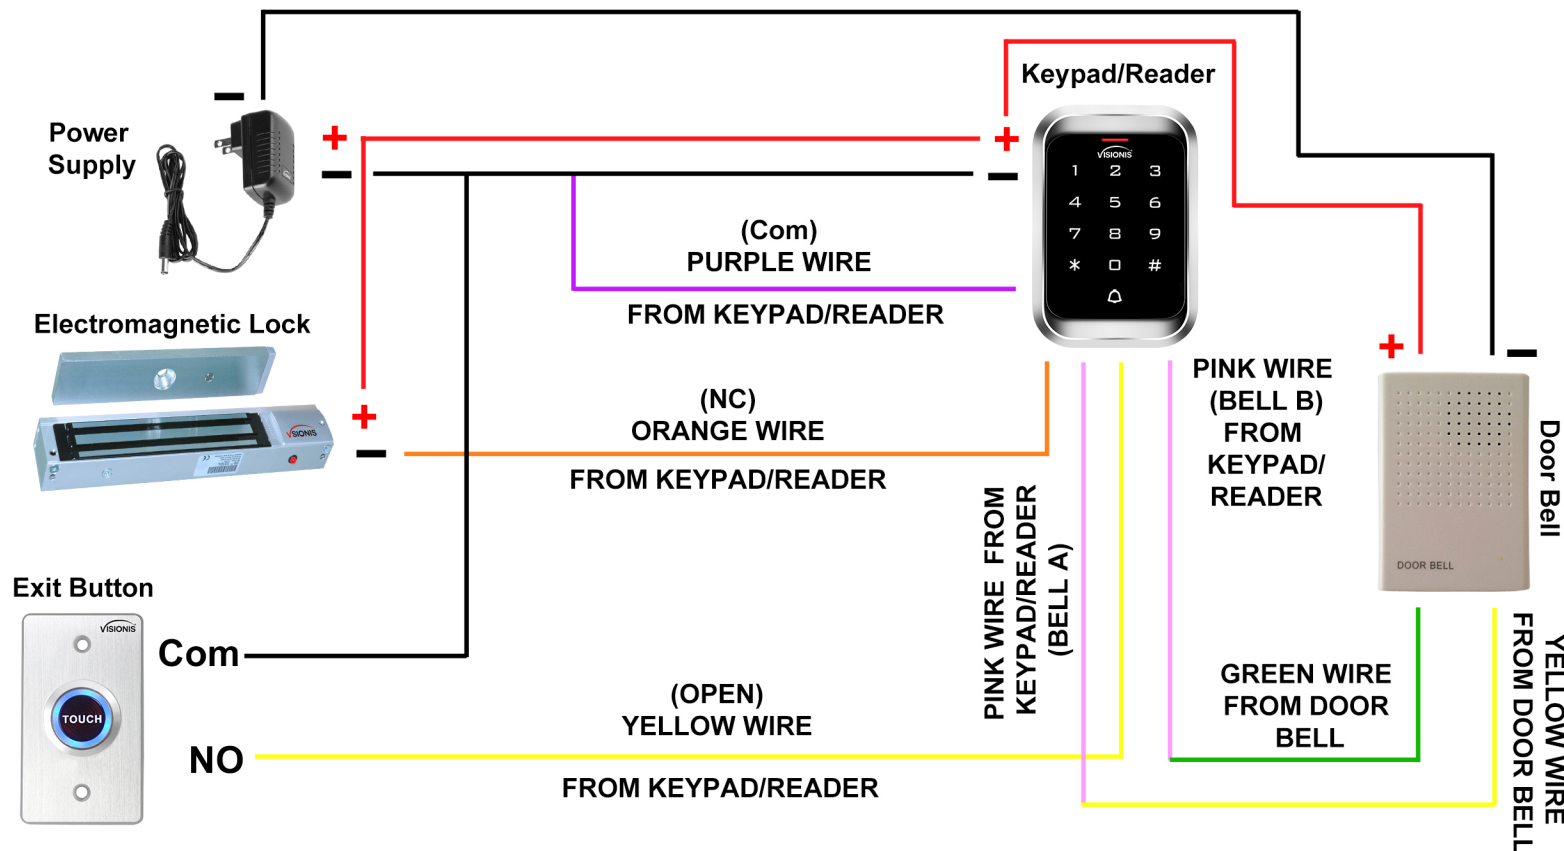 Keypad/Reader
Power
Supply
−
+
−
+
−
VISIONIS
1 2 3
4 5 6
7 8 9
* 0 #
(Com)
PURPLE WIRE
FROM KEYPAD/READER
Electromagnetic Lock
VISIONIS
+
−
(NC)
ORANGE WIRE
FROM KEYPAD/READER
PINK WIRE
(BELL B)
FROM
KEYPAD/
READER
+
−
DOOR BELL
Door Bell
PINK WIRE FROM
KEYPAD/READER
(BELL A)
Exit Button
VISIONIS
TOUCH
Com
NO
(OPEN)
YELLOW WIRE
FROM KEYPAD/READER
GREEN WIRE
FROM DOOR
BELL
YELLOW WIRE
FROM DOOR BELL